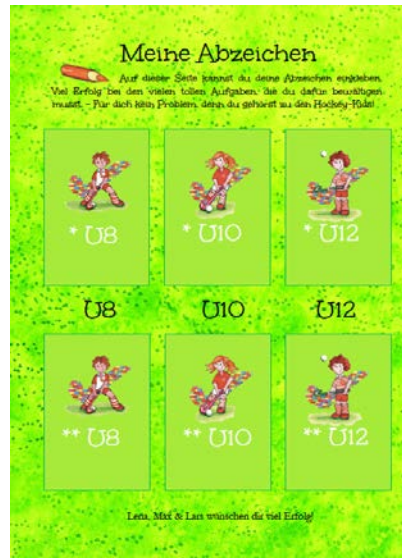 Meine Abzeichen
Auf dieser Seite kannst du deine Abzeichen einkleben.
Viel Erfolg bei den vielen tollen Aufgaben, die du dafür bewältigen
musst. – Für dich kein Problem, denn du gehörst zu den Hockey-Kids!
* U8 * U10 * U12
U8 U10 U12
** U8 ** U10 ** U12
Lena, Max & Lars wünschen dir viel Erfolg!